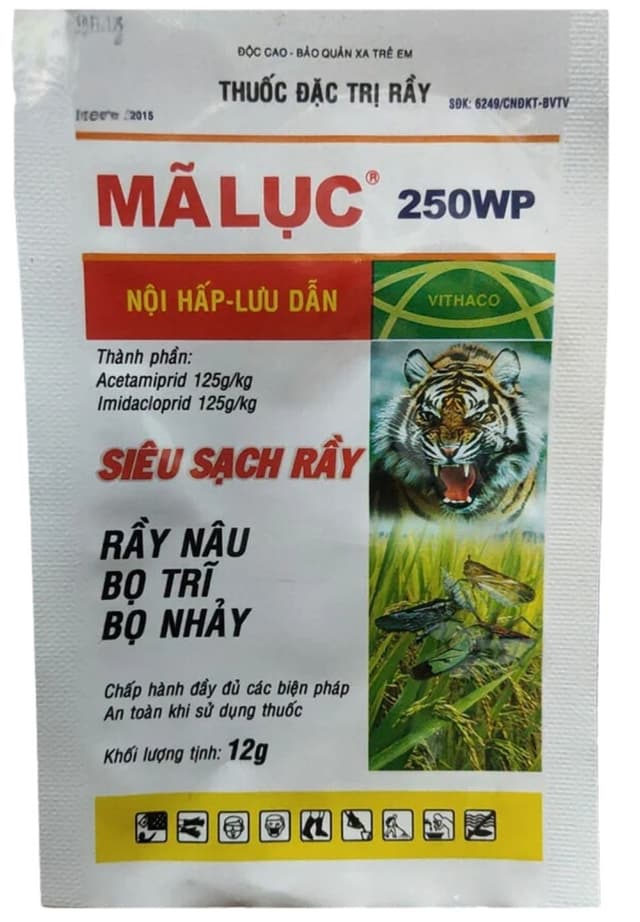 ĐỘC CAO - BẢO QUẢN XA TRẺ EM
THUỐC ĐẶC TRỊ RẦY
SĐK: 6249/CNĐKT-BVTV
2015
MÃ LỤC® 250WP
NỘI HẤP-LƯU DẪN
VITHACO
Thành phần:
Acetamiprid 125g/kg
Imidacloprid 125g/kg
SIÊU SẠCH RẦY
RẦY NÂU
BỌ TRĨ
BỌ NHẢY
Chấp hành đầy đủ các biện pháp
An toàn khi sử dụng thuốc
Khối lượng tịnh: 12g